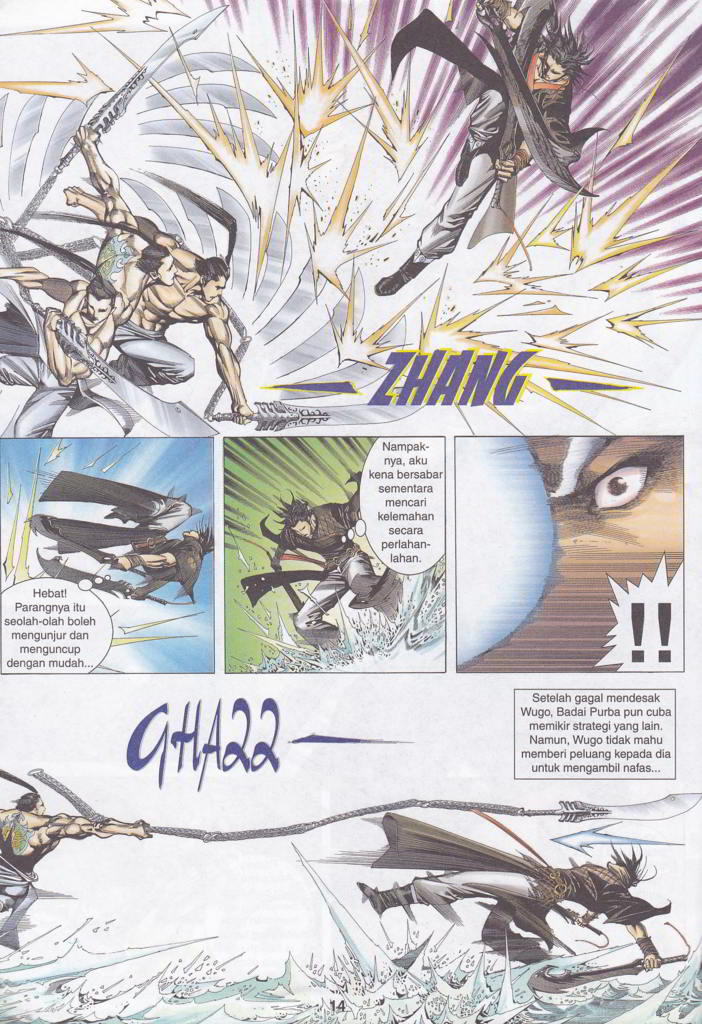 ZHANG
Hebat!
Parangnya itu
seolah-olah boleh
mengunjur dan
menguncup
dengan mudah...
Nampak-
nya, aku
kena bersabar
sementara
mencari
kelemahan
secara
perlahan-
lahan.
!!
GHAZZ
Setelah gagal mendesak
Wugo, Badai Purba pun cuba
memikir strategi yang lain.
Namun, Wugo tidak mahu
memberi peluang kepada dia
untuk mengambil nafas...
14